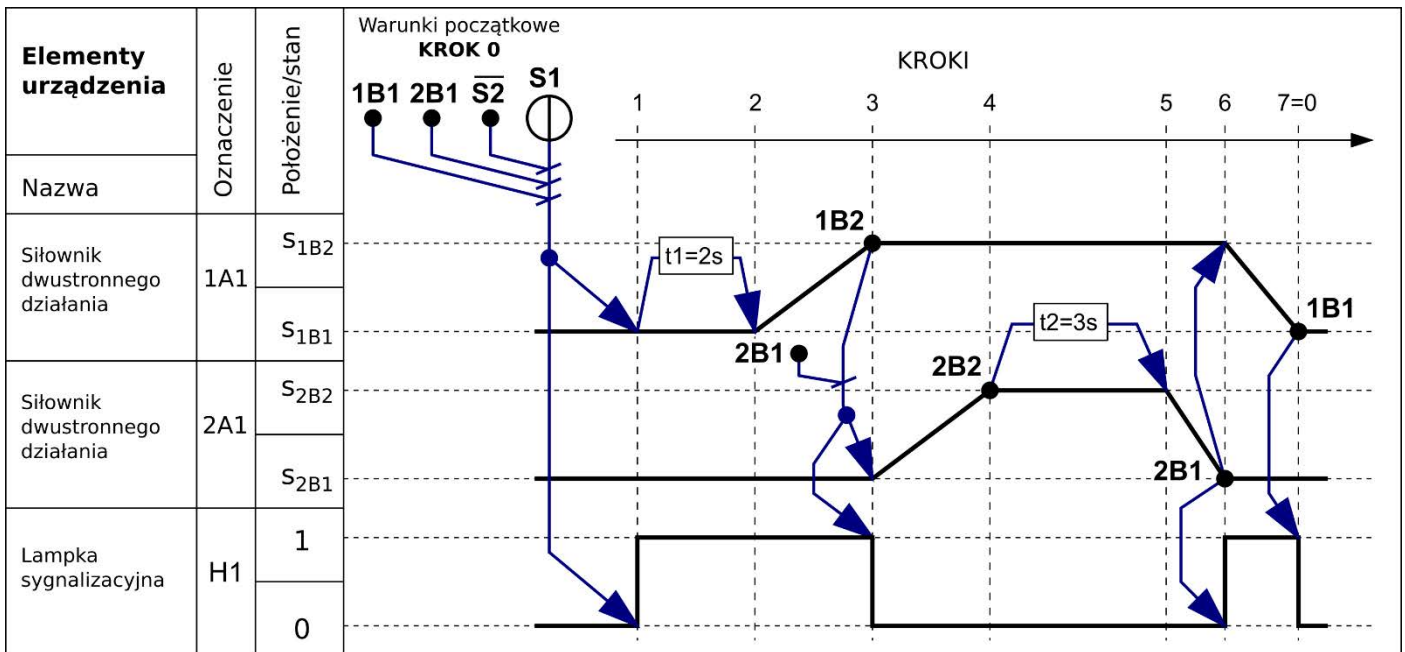 Elementy
urządzenia
Nazwa
Oznaczenie
Położenie/stan
Warunki początkowe
KROK 0
1B1 2B1 S̅2̅ S1
KROKI
1 2 3 4 5 6 7=0
Siłownik
dwustronnego
działania
1A1
S1B2
S1B1
t1=2s
1B2
1B1
Siłownik
dwustronnego
działania
2A1
S2B2
S2B1
2B1
2B2
t2=3s
2B1
Lampka
sygnalizacyjna
H1
1
0